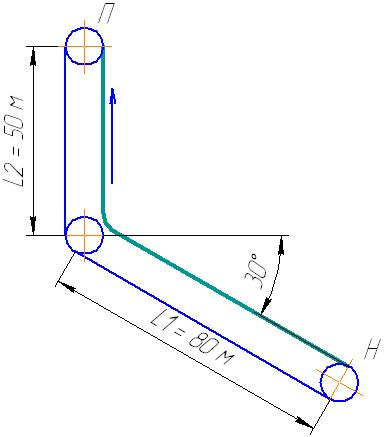 П
L2 = 50 м
30°
L1 = 80 м
Н